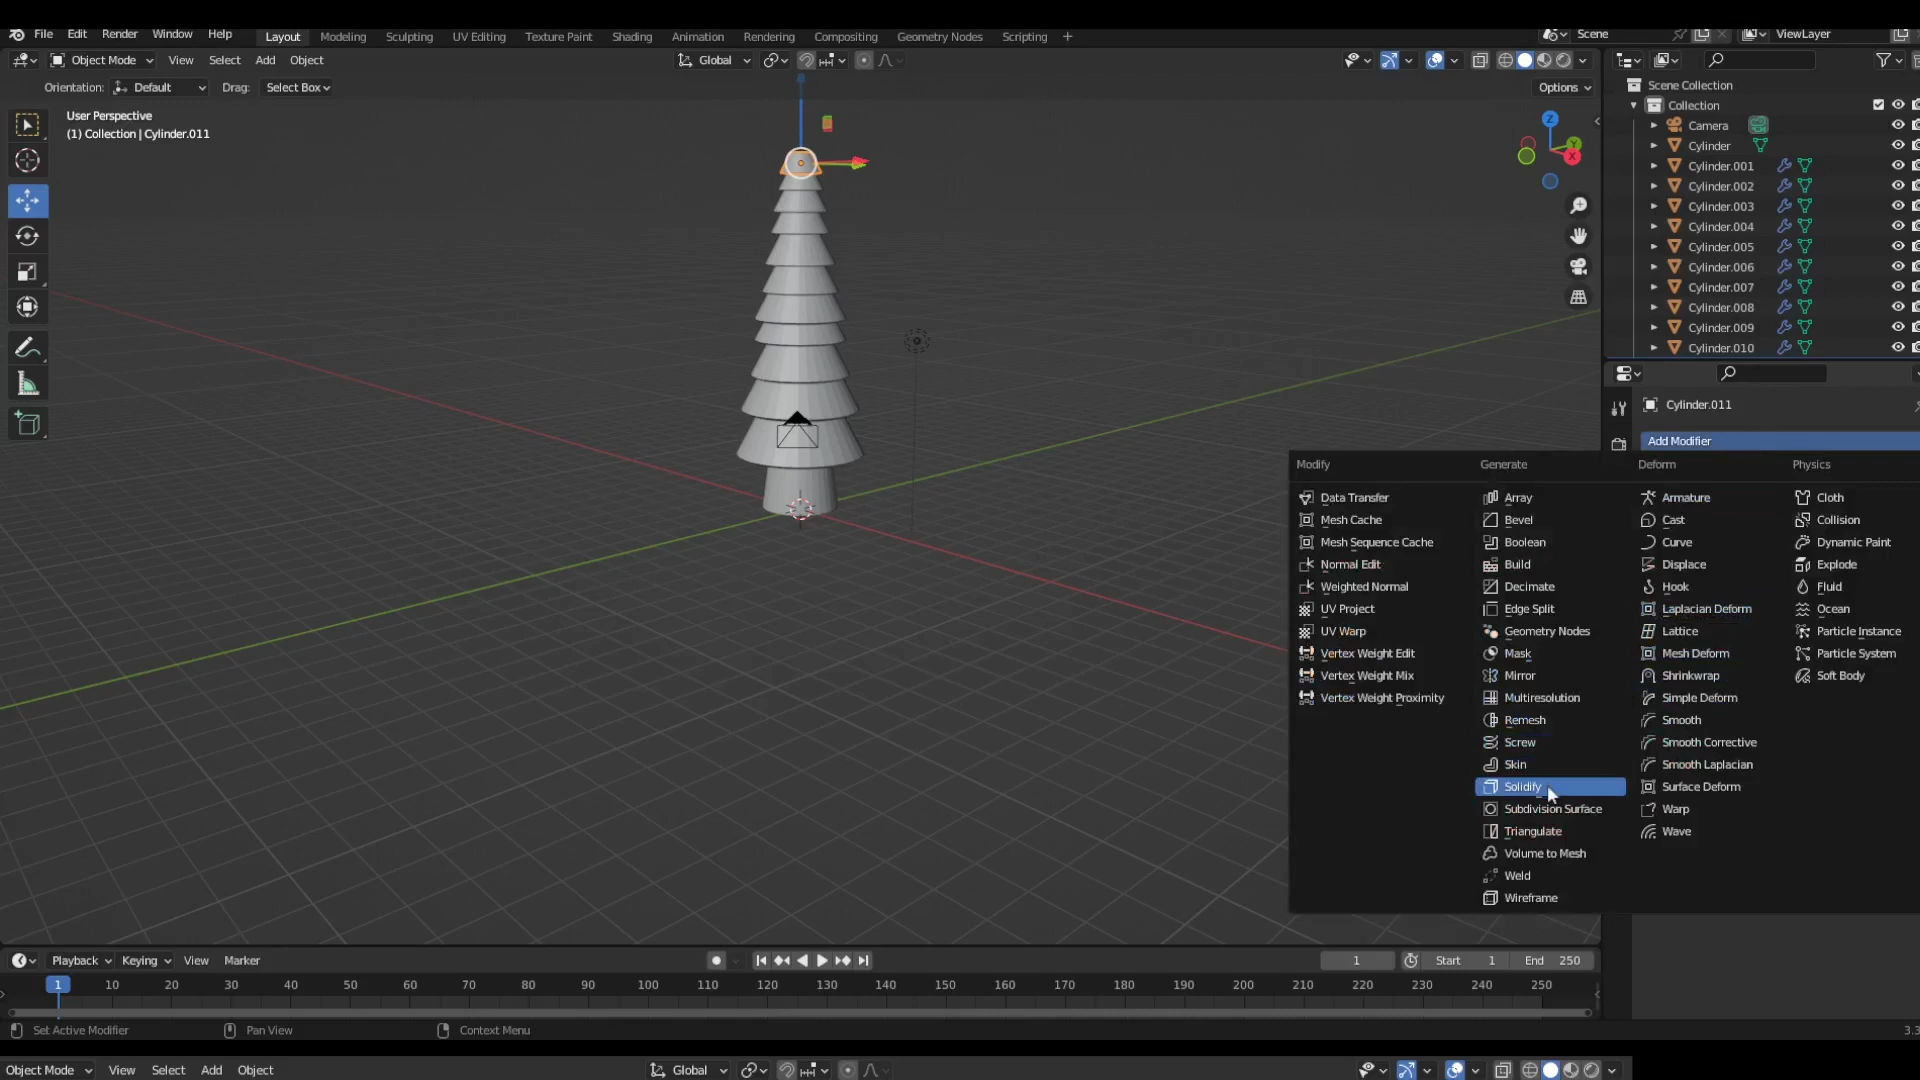 File Edit Render Window Help Layout Modeling Sculpting UV Editing Texture Paint Shading Animation Rendering Compositing Geometry Nodes Scripting + Scene ViewLayer
Object Mode View Select Add Object Global
Orientation: Default Drag: Select Box Options
User Perspective
(1) Collection | Cylinder.011
Z
Y
X
Scene Collection
Collection
Camera
Cylinder
Cylinder.001
Cylinder.002
Cylinder.003
Cylinder.004
Cylinder.005
Cylinder.006
Cylinder.007
Cylinder.008
Cylinder.009
Cylinder.010
Cylinder.011
Add Modifier
Modify Generate Deform Physics
Data Transfer Array Armature Cloth
Mesh Cache Bevel Cast Collision
Mesh Sequence Cache Boolean Curve Dynamic Paint
Normal Edit Build Displace Explode
Weighted Normal Decimate Hook Fluid
UV Project Edge Split Laplacian Deform Ocean
UV Warp Geometry Nodes Lattice Particle Instance
Vertex Weight Edit Mask Mesh Deform Particle System
Vertex Weight Mix Mirror Shrinkwrap Soft Body
Vertex Weight Proximity Multiresolution Simple Deform
Remesh Smooth
Screw Smooth Corrective
Skin Smooth Laplacian
Solidify Surface Deform
Subdivision Surface Warp
Triangulate Wave
Volume to Mesh
Weld
Wireframe
Playback Keying View Marker 1 Start 1 End 250
1 10 20 30 40 50 60 70 80 90 100 110 120 130 140 150 160 170 180 190 200 210 220 230 240 250
Set Active Modifier Pan View Context Menu 3.3
Object Mode View Select Add Object Global